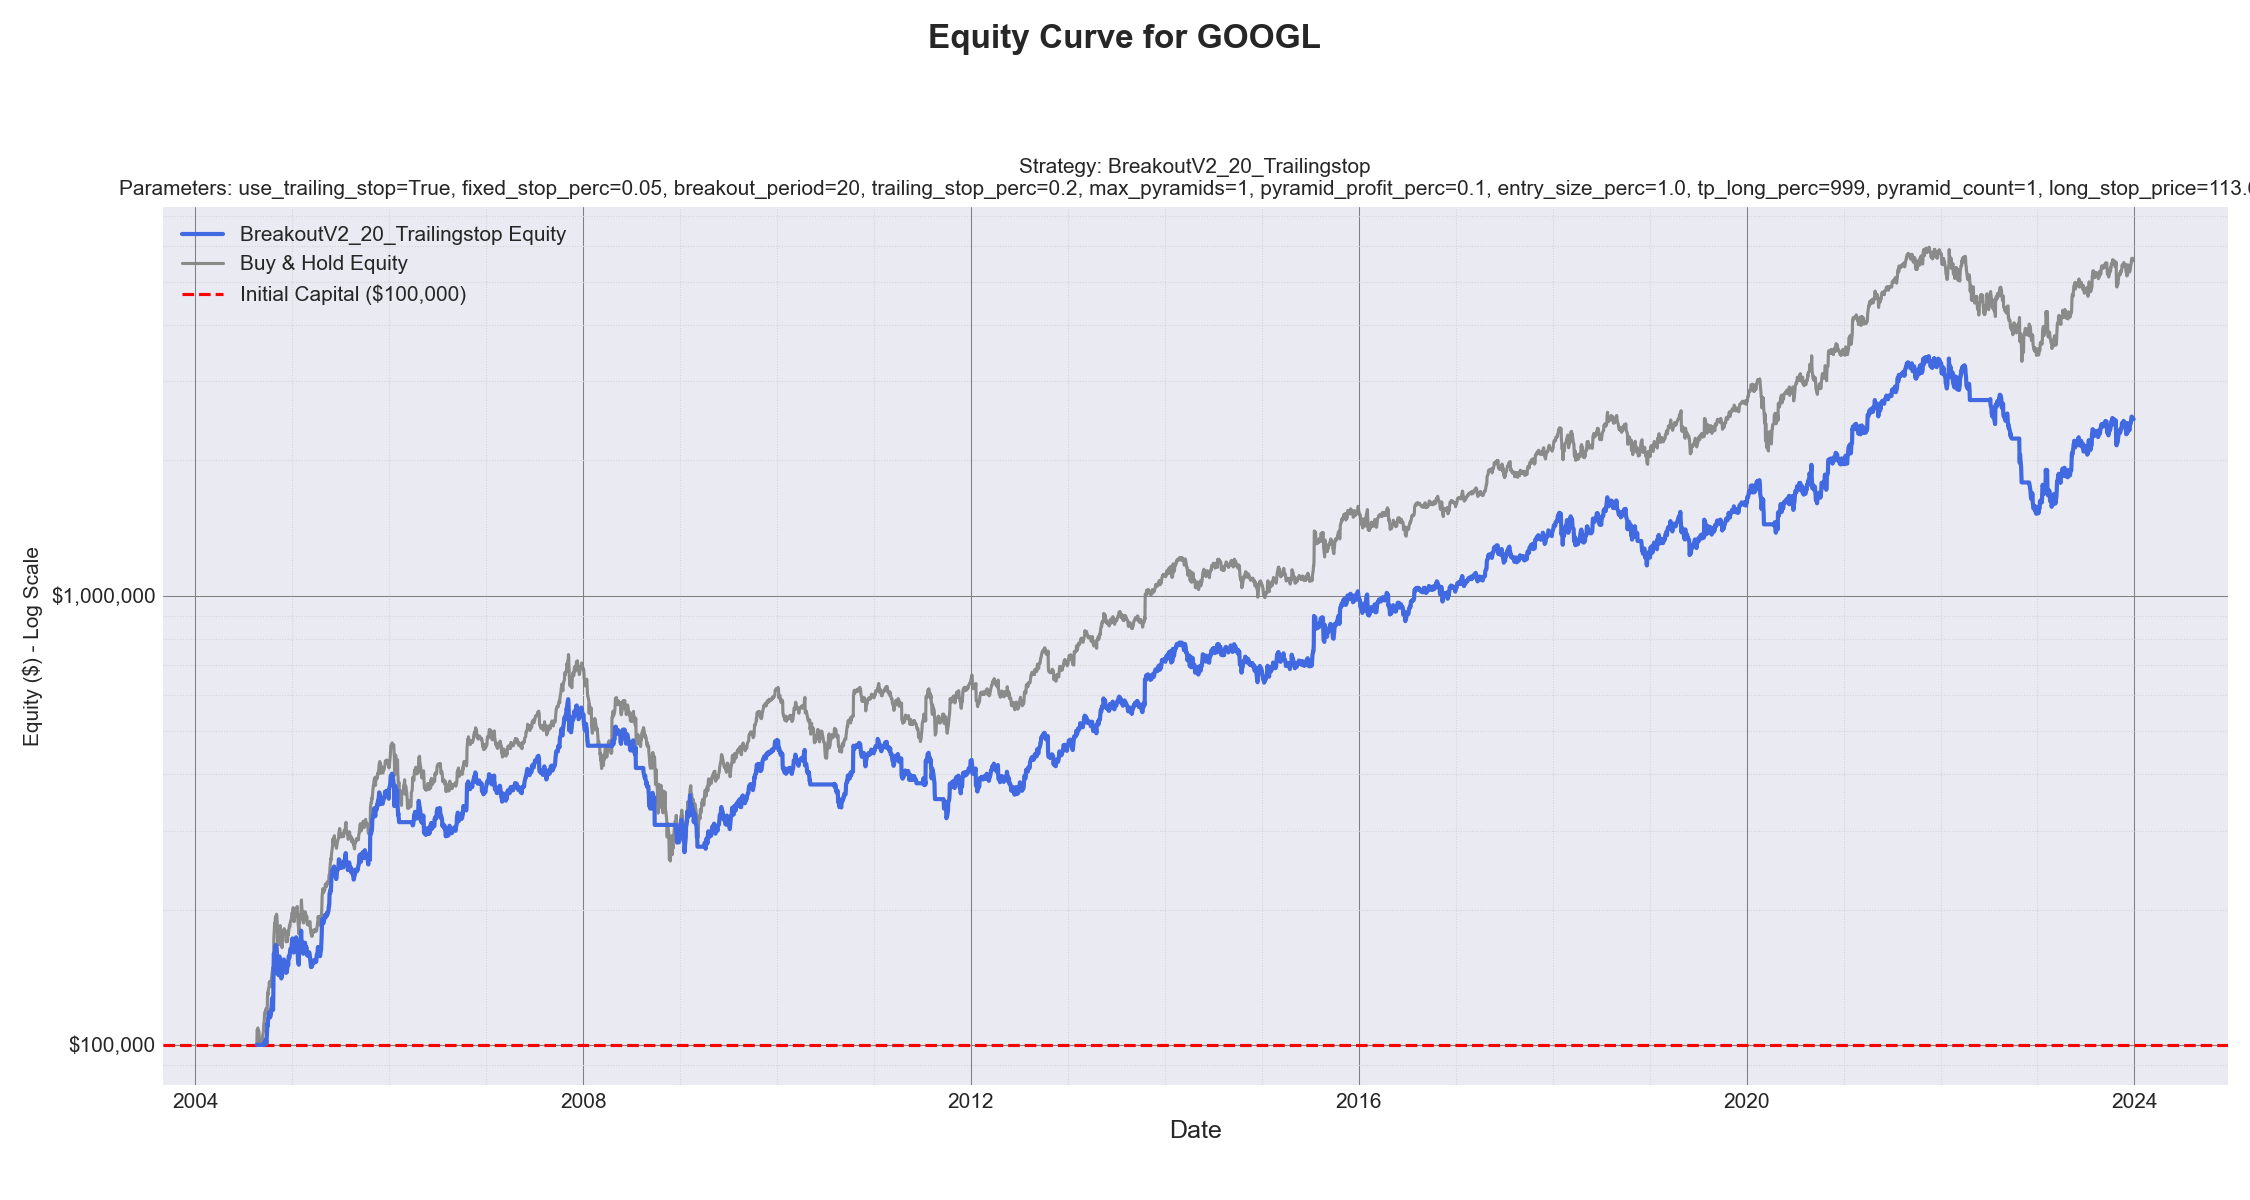 Equity Curve for GOOGL
Strategy: BreakoutV2_20_Trailingstop
Parameters: use_trailing_stop=True, fixed_stop_perc=0.05, breakout_period=20, trailing_stop_perc=0.2, max_pyramids=1, pyramid_profit_perc=0.1, entry_size_perc=1.0, tp_long_perc=999, pyramid_count=1, long_stop_price=113.
BreakoutV2_20_Trailingstop Equity
Buy & Hold Equity
Initial Capital ($100,000)
Equity ($) - Log Scale
$1,000,000
$100,000
2004
2008
2012
2016
2020
2024
Date